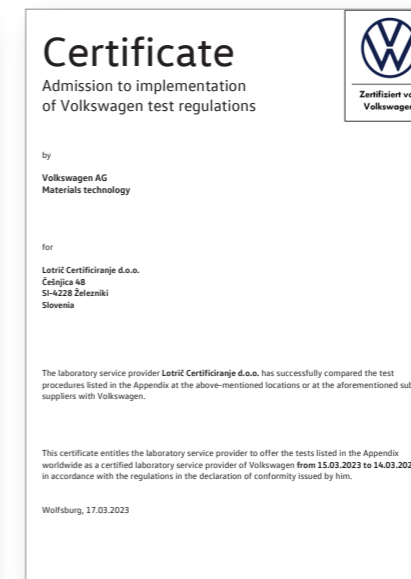 Certificate
Admission to implementation
of Volkswagen test regulations
Zertifiziert vo
Volkswagen
by
Volkswagen AG
Materials technology
for
Lotrič Certificiranje d.o.o.
Češnjica 48
SI-4228 Železniki
Slovenia
The laboratory service provider Lotrič Certificiranje d.o.o. has successfully compared the test
procedures listed in the Appendix at the above-mentioned locations or at the aforementioned sub
suppliers with Volkswagen.
This certificate entitles the laboratory service provider to offer the tests listed in the Appendix
worldwide as a certified laboratory service provider of Volkswagen from 15.03.2023 to 14.03.202
in accordance with the regulations in the declaration of conformity issued by him.
Wolfsburg, 17.03.2023